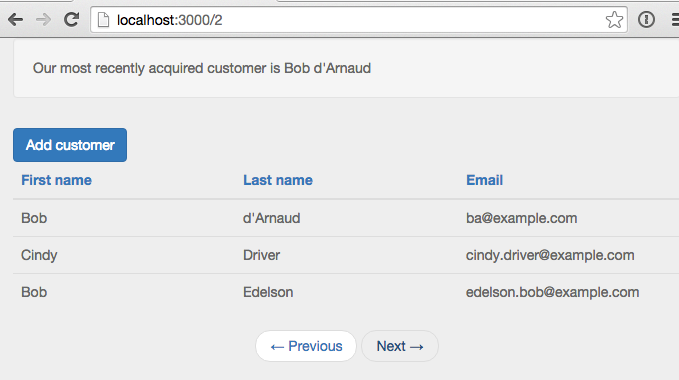 localhost:3000/2
Our most recently acquired customer is Bob d'Arnaud
Add customer
First name Last name Email
Bob d'Arnaud ba@example.com
Cindy Driver cindy.driver@example.com
Bob Edelson edelson.bob@example.com
← Previous Next →